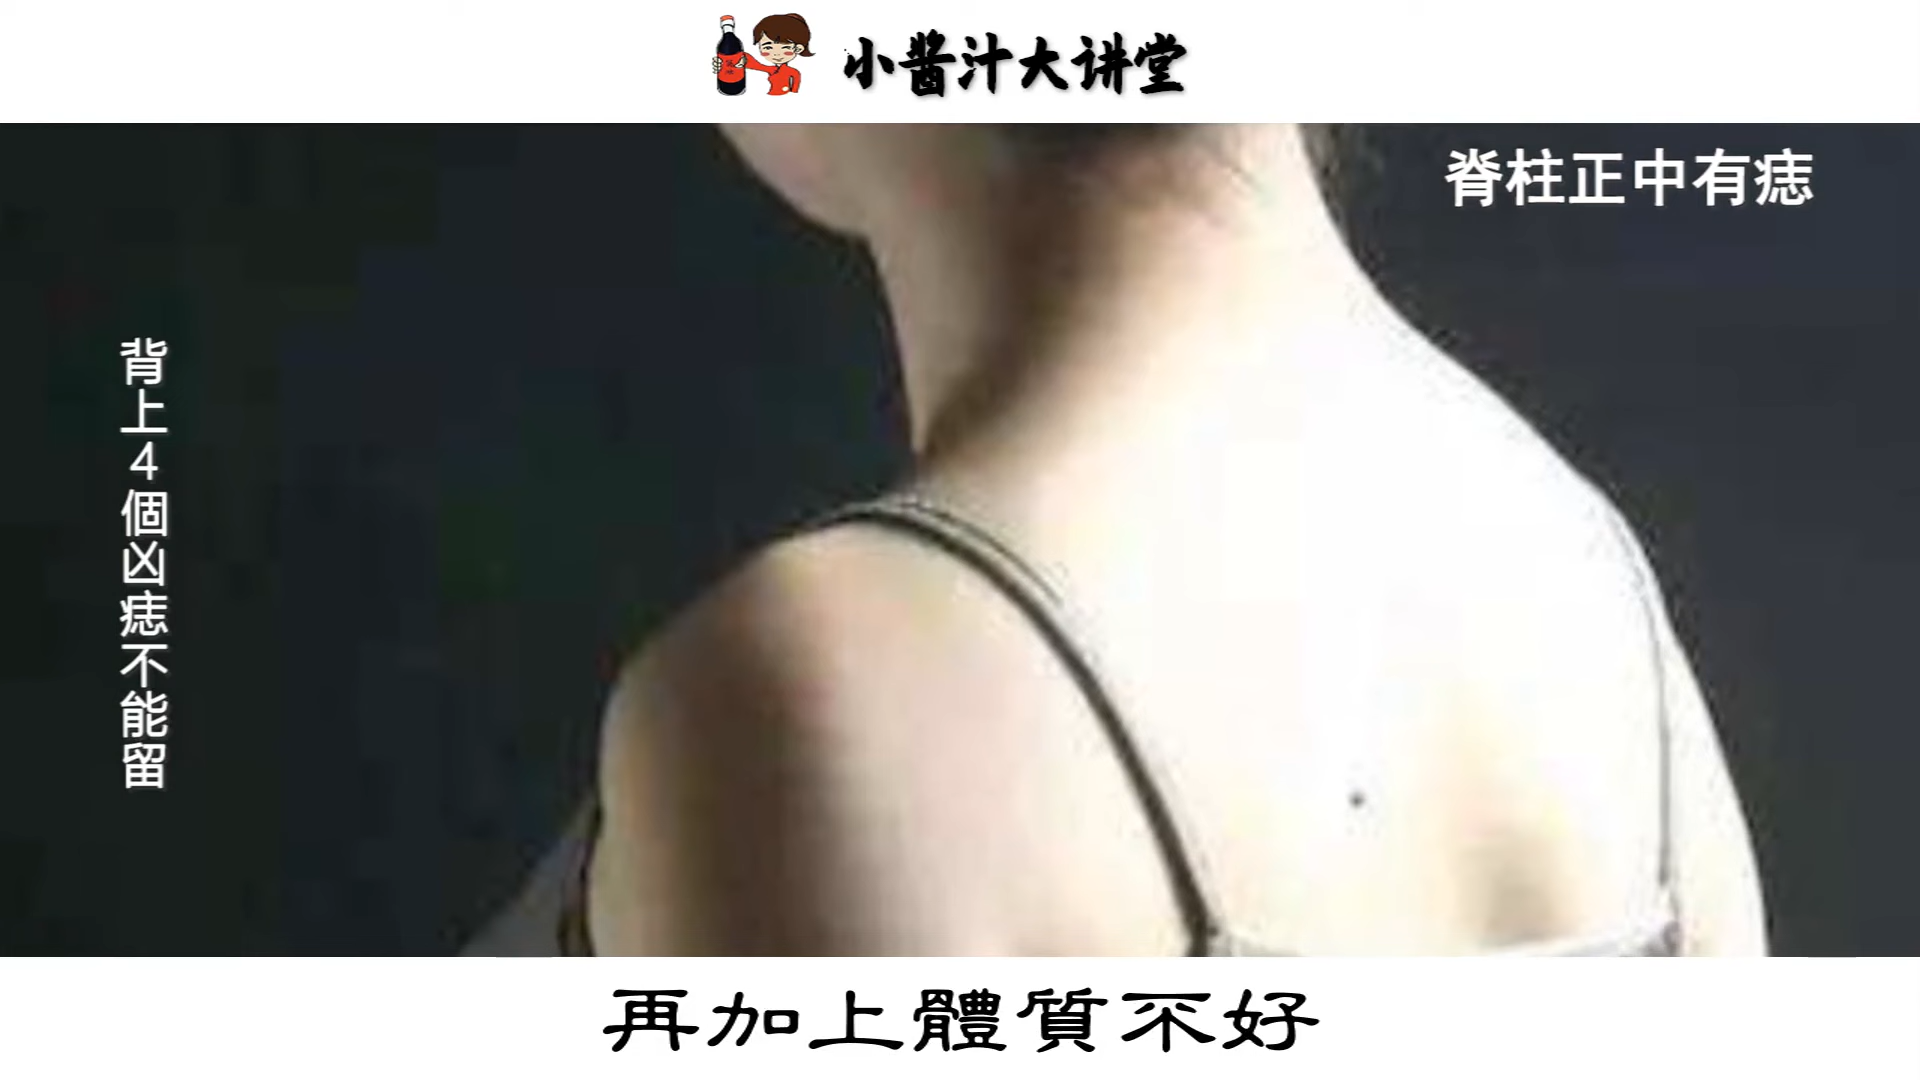 小酱汁大讲堂
脊柱正中有痣
背上4個凶痣不能留
再加上體質不好